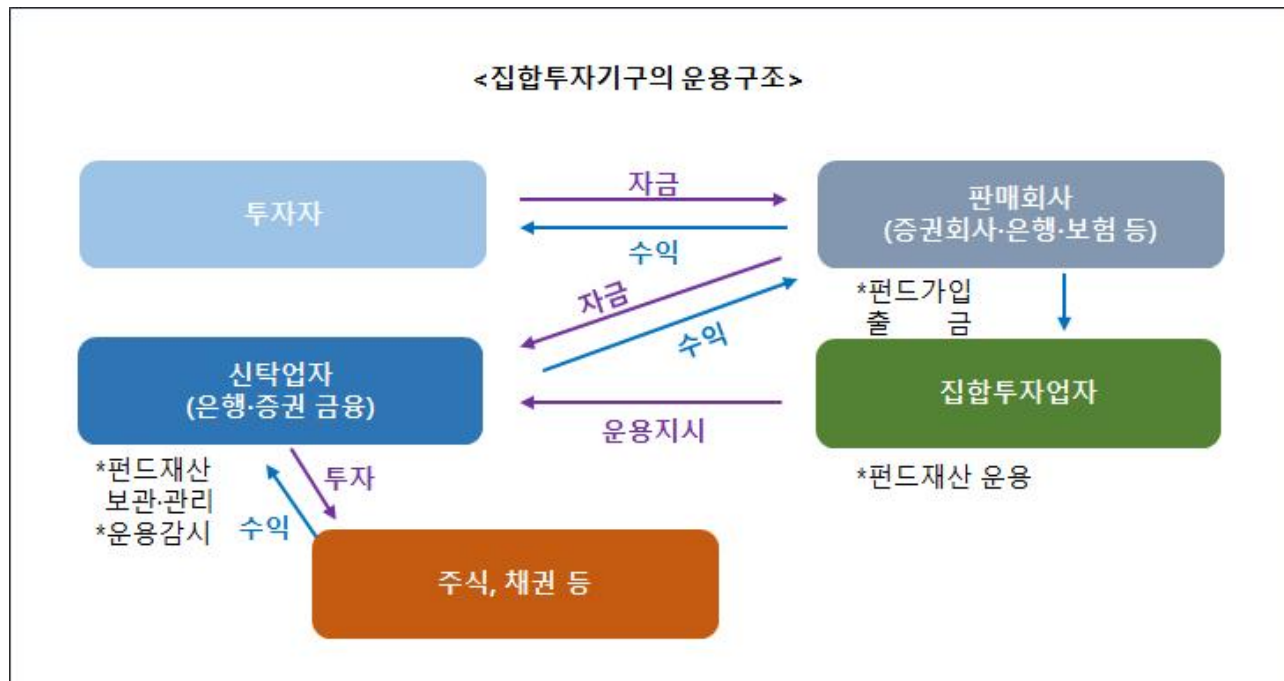 <집합투자기구의 운용구조>
투자자
자금
수익
판매회사
(증권회사·은행·보험 등)
자금
수익
*펀드가입
출 금
신탁업자
(은행·증권 금융)
운용지시
집합투자업자
*펀드재산
보관·관리
*운용감시
투자
수익
*펀드재산 운용
주식, 채권 등